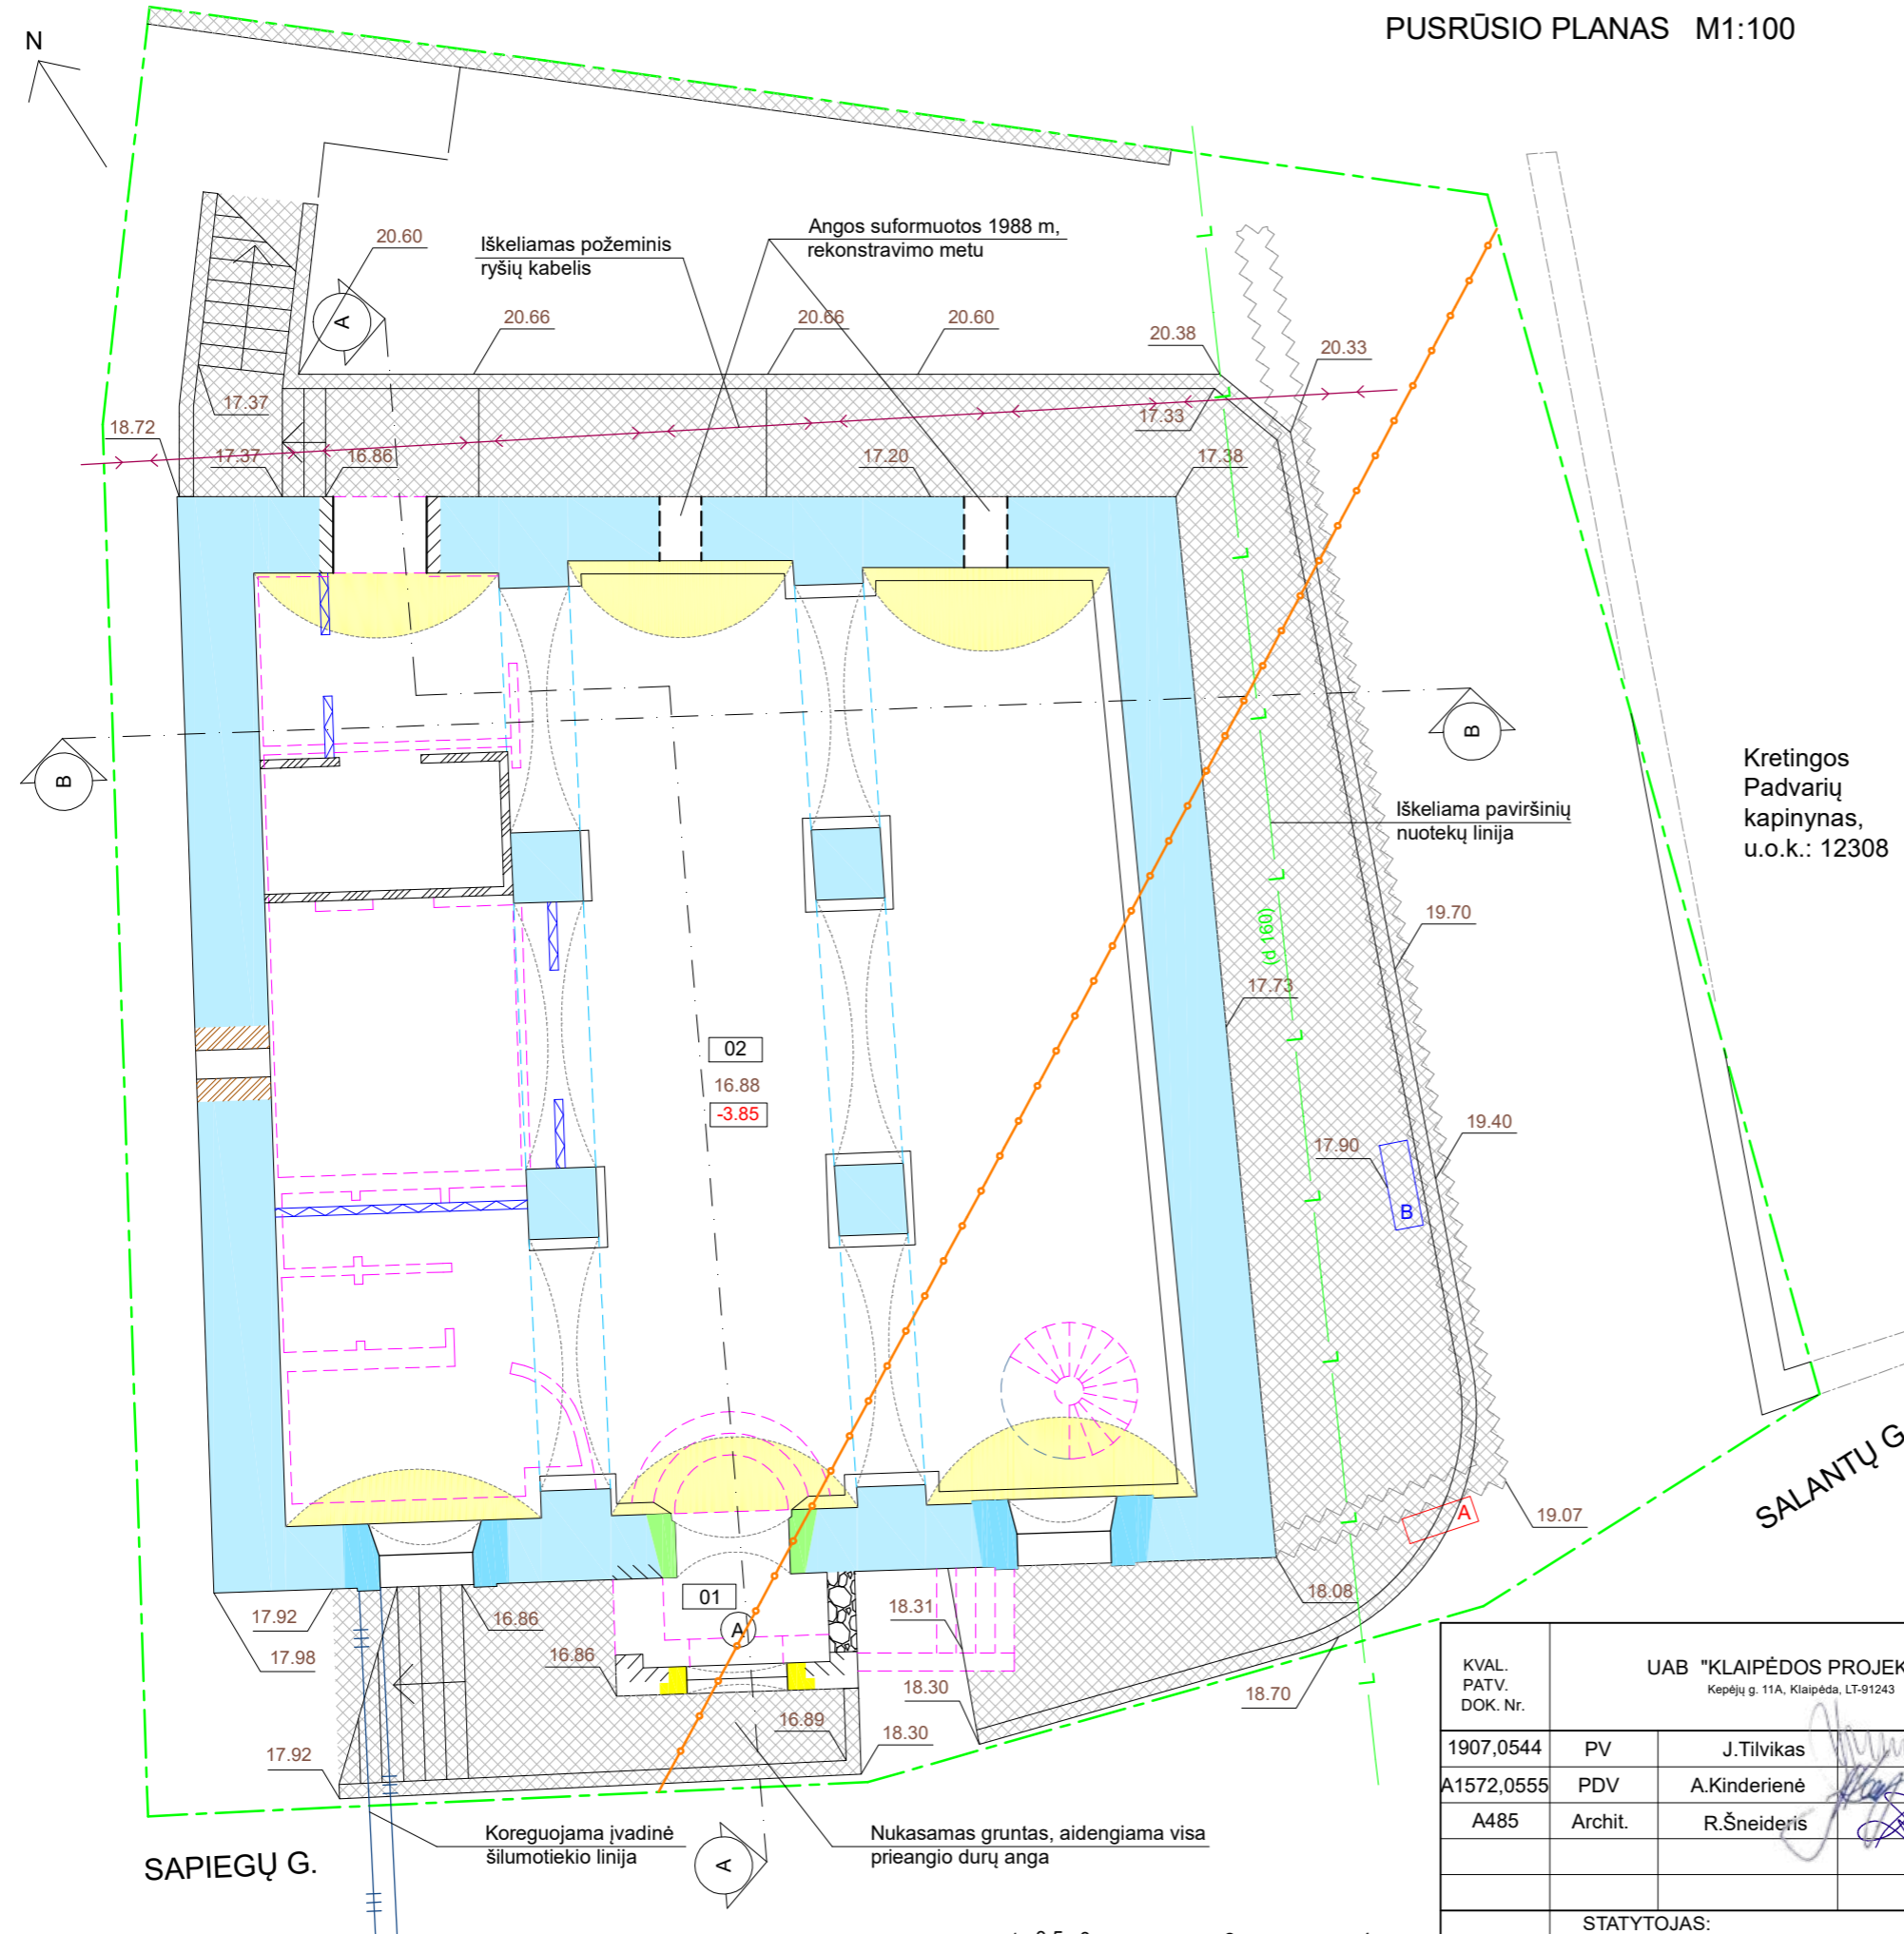 PUSRŪSIO PLANAS M1:100
N
20.60
Iškeliamas požeminis
ryšių kabelis
Angos suformuotos 1988 m,
rekonstravimo metu
A
20.66
20.66
20.60
20.38
20.33
17.37
17.33
18.72
17.37
16.86
17.20
17.38
B
B
Iškeliama paviršinių
nuotekų linija
Kretingos
Padvarių
kapinynas,
u.o.k.: 12308
(d 160)
19.70
17.73
02
16.88
-3.85
19.40
17.90
B
A
19.07
SALANTŲ G.
01
A
17.92
16.86
18.31
18.08
17.98
16.86
18.30
18.70
16.89
18.30
17.92
Koreguojama įvadinė
šilumotiekio linija
A
Nukasamas gruntas, aidengiama visa
prieangio durų anga
SAPIEGŲ G.
KVAL.
PATV.
DOK. Nr.
UAB "KLAIPĖDOS PROJEK
Kepėjų g. 11A, Klaipėda, LT-91243
1907,0544 PV J.Tilvikas
A1572,0555 PDV A.Kinderienė
A485 Archit. R.Šneideris
STATYTOJAS: